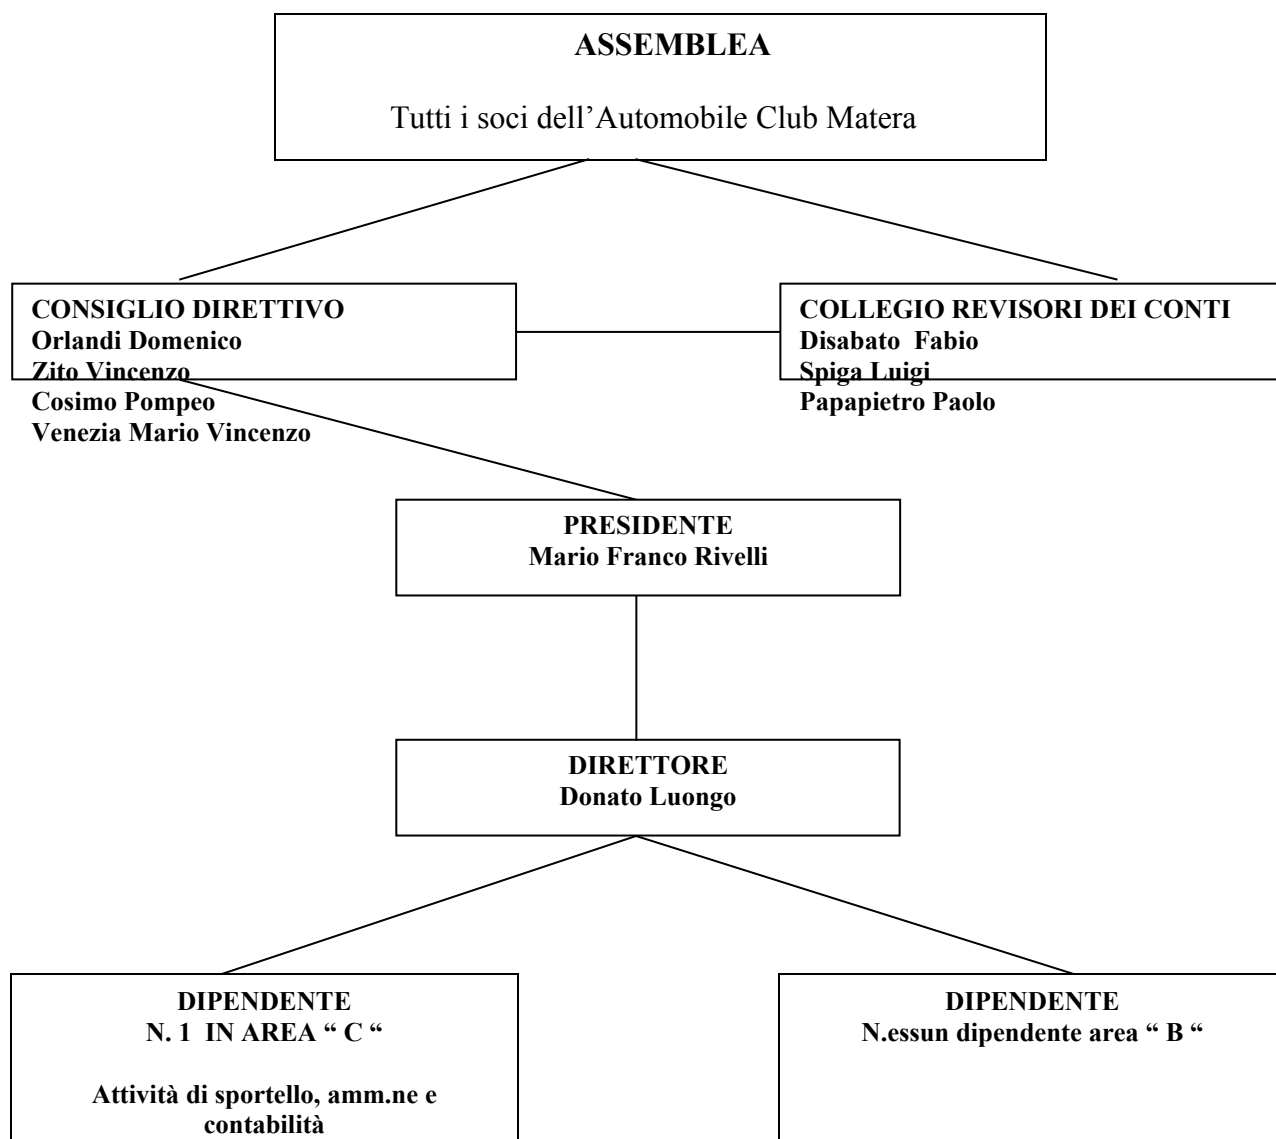 ASSEMBLEA
Tutti i soci dell’Automobile Club Matera
CONSIGLIO DIRETTIVO
Orlandi Domenico
Zito Vincenzo
Cosimo Pompeo
Venezia Mario Vincenzo
COLLEGIO REVISORI DEI CONTI
Disabato  Fabio
Spiga Luigi
Papapietro Paolo
PRESIDENTE
Mario Franco Rivelli
DIRETTORE
Donato Luongo
DIPENDENTE
N. 1  IN AREA “ C “
Attività di sportello, amm.ne e
contabilità
DIPENDENTE
N.essun dipendente area “ B “